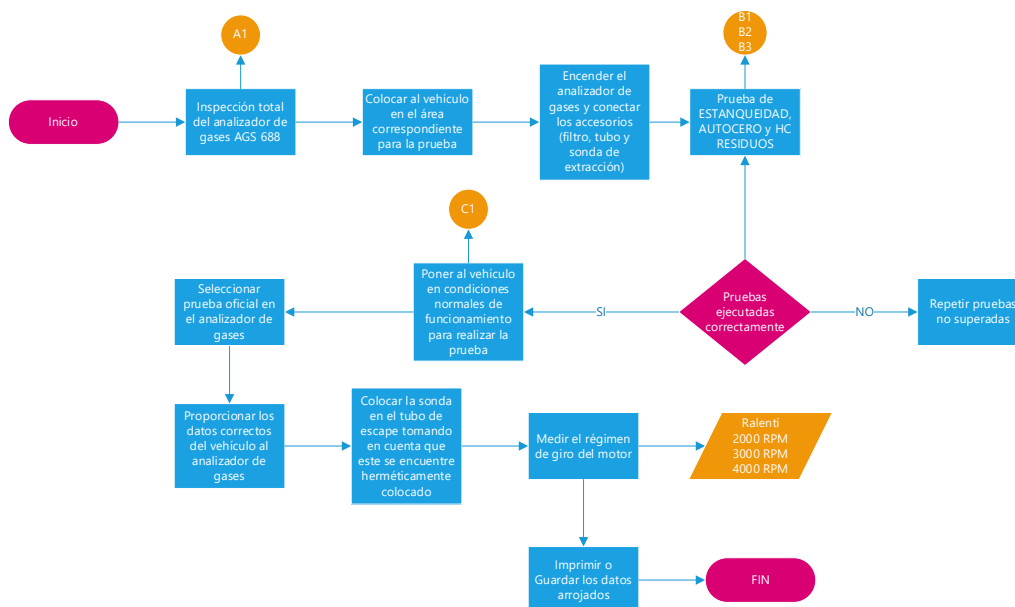 A1
B1
B2
B3
Inicio
Inspección total
del analizador de
gases AGS 688
Colocar al vehículo
en el área
correspondiente
para la prueba
Encender el
analizador de
gases y conectar
los accesorios
(filtro, tubo y
sonda de
extracción)
Prueba de
ESTANQUEIDAD,
AUTOCERO y HC
RESIDUOS
C1
Seleccionar
prueba oficial en
el analizador de
gases
Poner al vehículo
en condiciones
normales de
funcionamiento
para realizar la
prueba
SI
Pruebas
ejecutadas
correctamente
NO
Repetir pruebas
no superadas
Proporcionar los
datos correctos
del vehículo al
analizador de
gases
Colocar la sonda
en el tubo de
escape tomando
en cuenta que
este se encuentre
herméticamente
colocado
Medir el régimen
de giro del motor
Ralentí
2000 RPM
3000 RPM
4000 RPM
Imprimir o
Guardar los datos
arrojados
FIN